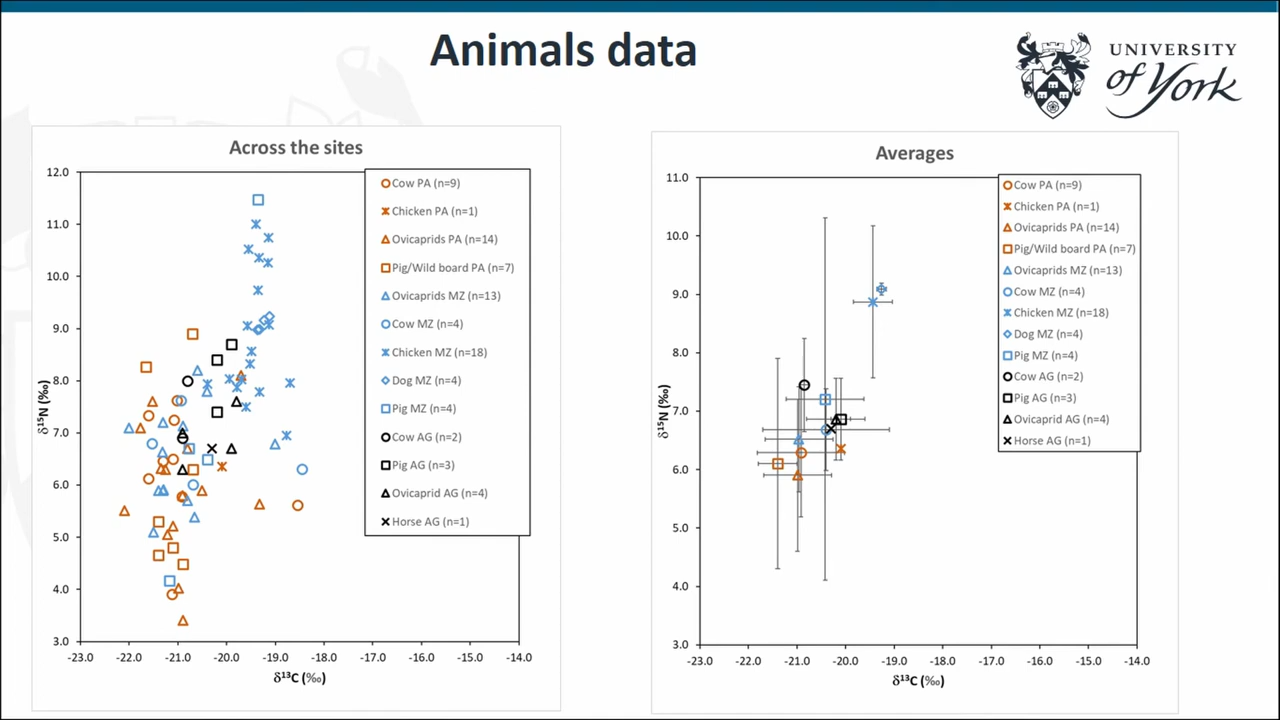 Animals data
UNIVERSITY
of York
Across the sites
12.0
11.0
10.0
9.0
8.0
7.0
6.0
5.0
4.0
3.0
-23.0 -22.0 -21.0 -20.0 -19.0 -18.0 -17.0 -16.0 -15.0 -14.0
δ15N (‰)
δ13C (‰)
Cow PA (n=9)
Chicken PA (n=1)
Ovicaprids PA (n=14)
Pig/Wild board PA (n=7)
Ovicaprids MZ (n=13)
Cow MZ (n=4)
Chicken MZ (n=18)
Dog MZ (n=4)
Pig MZ (n=4)
Cow AG (n=2)
Pig AG (n=3)
Ovicaprid AG (n=4)
Horse AG (n=1)
Averages
11.0
10.0
9.0
8.0
7.0
6.0
5.0
4.0
3.0
-23.0 -22.0 -21.0 -20.0 -19.0 -18.0 -17.0 -16.0 -15.0 -14.0
δ15N (‰)
δ13C (‰)
Cow PA (n=9)
Chicken PA (n=1)
Ovicaprids PA (n=14)
Pig/Wild board PA (n=7)
Ovicaprids MZ (n=13)
Cow MZ (n=4)
Chicken MZ (n=18)
Dog MZ (n=4)
Pig MZ (n=4)
Cow AG (n=2)
Pig AG (n=3)
Ovicaprid AG (n=4)
Horse AG (n=1)